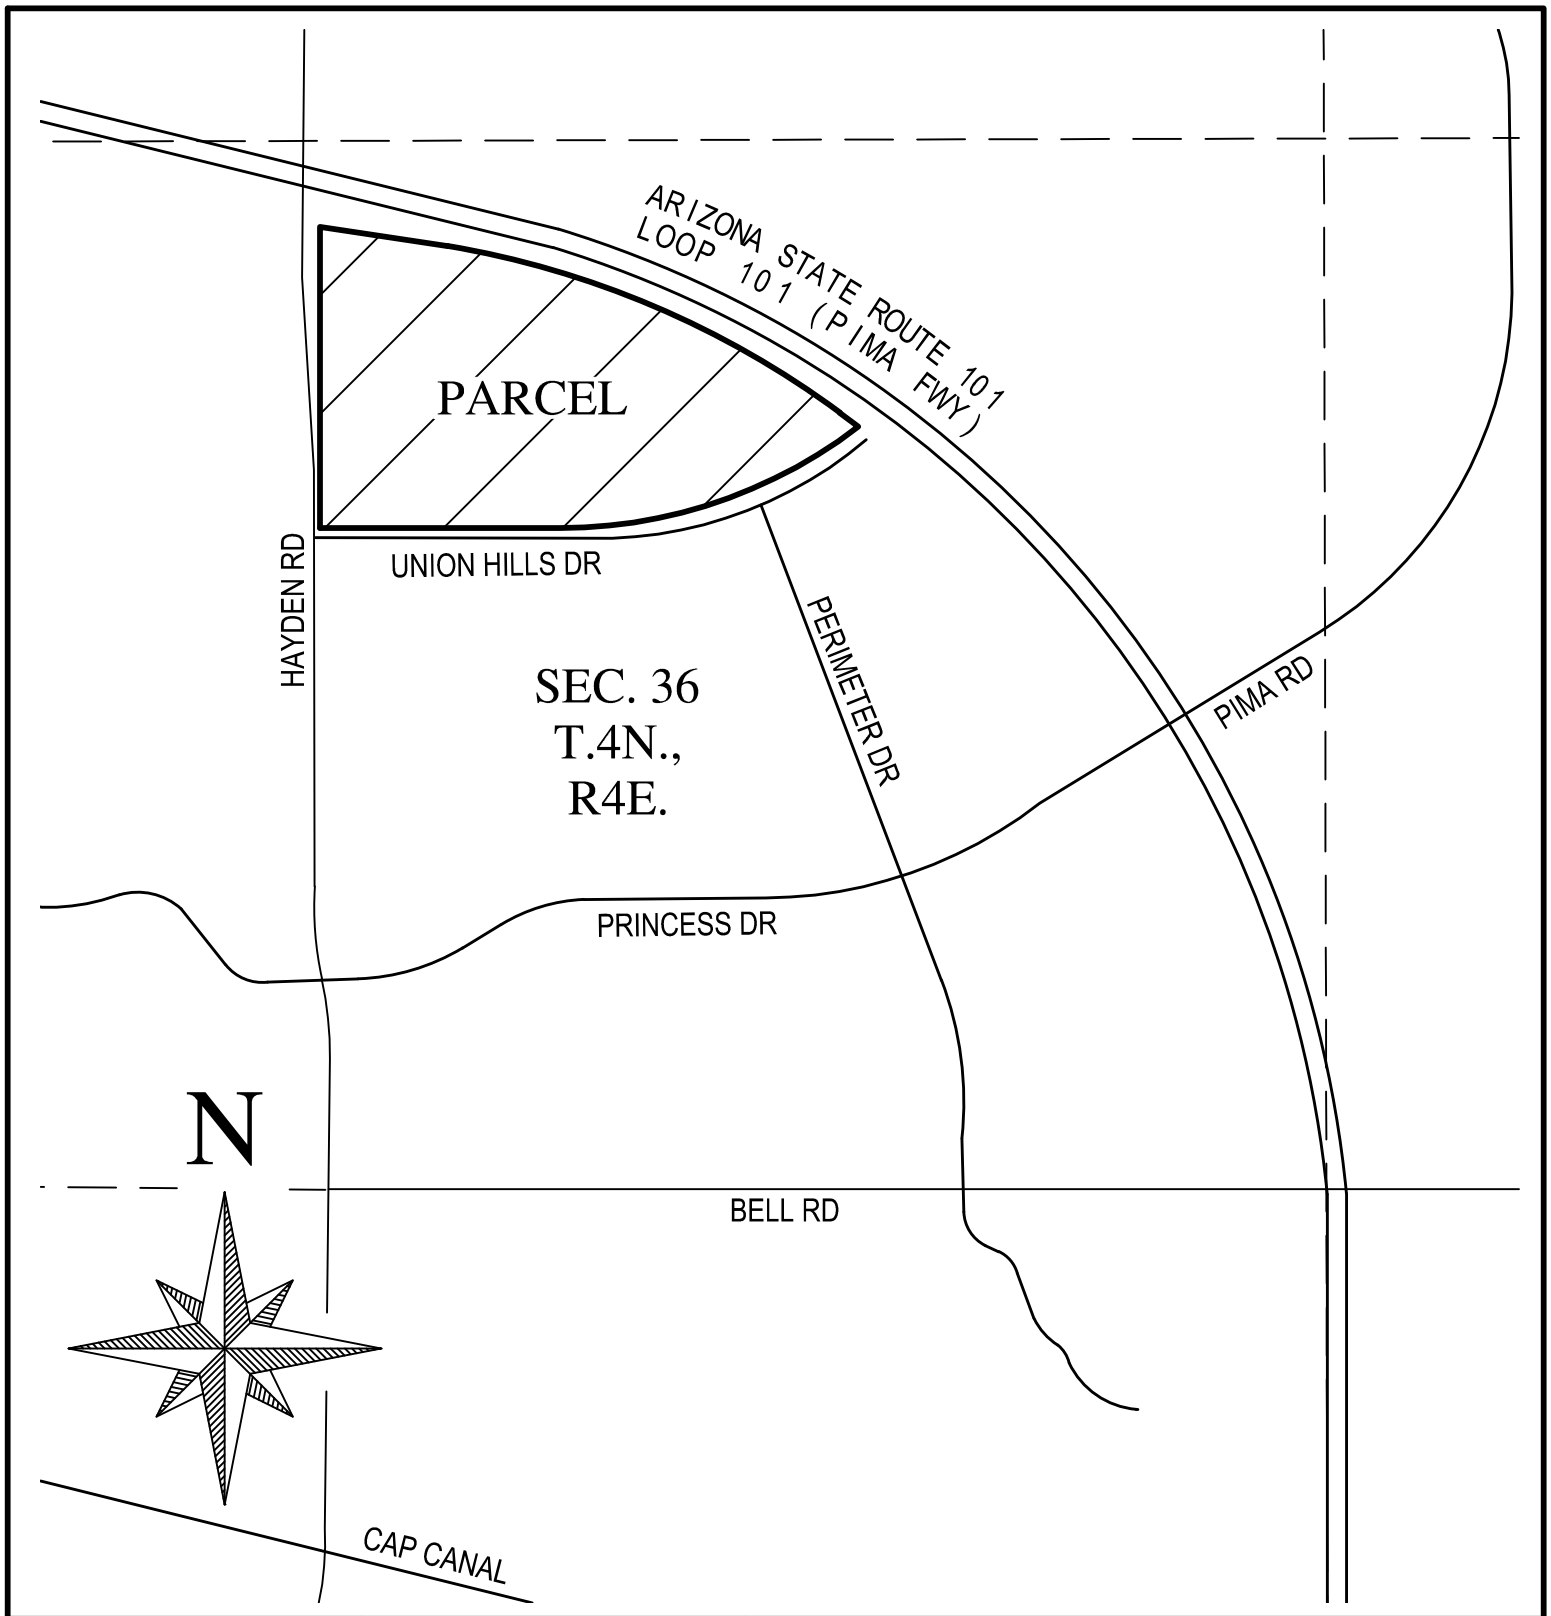 ARIZONA STATE ROUTE 101
LOOP 101 (PIMA FWY)
PARCEL
UNION HILLS DR
HAYDEN RD
PERIMETER DR
SEC. 36
T.4N.,
R4E.
PIMA RD
PRINCESS DR
N
BELL RD
CAP CANAL